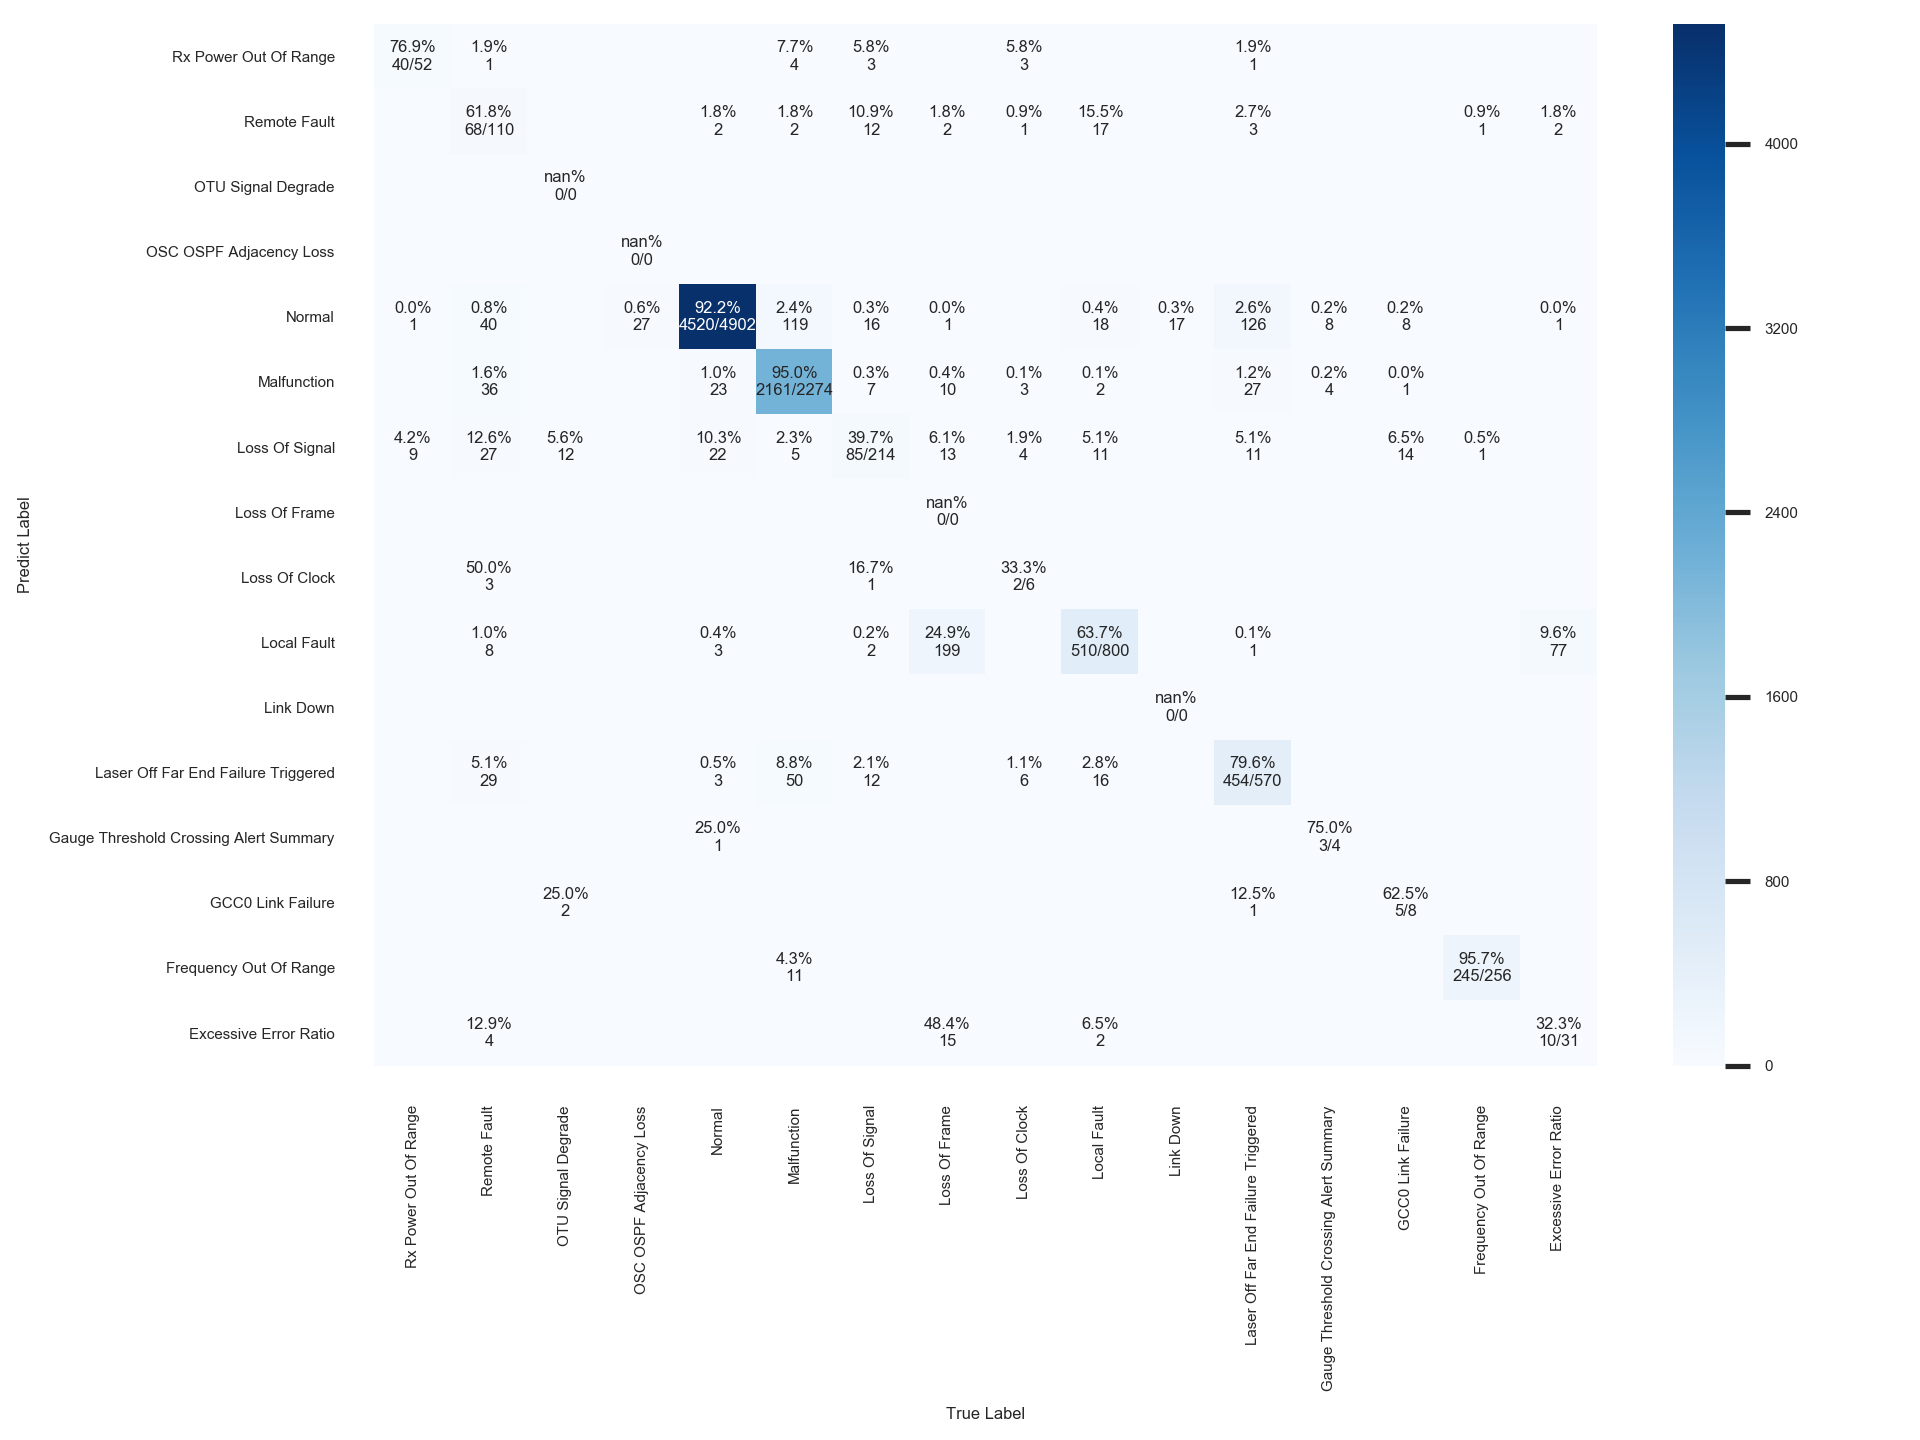 Rx Power Out Of Range
76.9% 1.9% 7.7% 5.8% 5.8% 1.9%
40/52 1 4 3 3 1
Remote Fault
61.8% 1.8% 1.8% 10.9% 1.8% 0.9% 15.5% 2.7% 0.9% 1.8%
68/110 2 2 12 2 1 17 3 1 2
OTU Signal Degrade
nan%
0/0
OSC OSPF Adjacency Loss
nan%
0/0
Normal
0.0% 0.8% 0.6% 92.2% 2.4% 0.3% 0.0% 0.4% 0.3% 2.6% 0.2% 0.2% 0.0%
1 40 27 4520/4902 119 16 1 18 17 126 8 8 1
Malfunction
1.6% 1.0% 95.0% 0.3% 0.4% 0.1% 0.1% 1.2% 0.2% 0.0%
36 23 2161/2274 7 10 3 2 27 4 1
Loss Of Signal
4.2% 12.6% 5.6% 10.3% 2.3% 39.7% 6.1% 1.9% 5.1% 5.1% 6.5% 0.5%
9 27 12 22 5 85/214 13 4 11 11 14 1
Loss Of Frame
nan%
0/0
Loss Of Clock
50.0% 16.7% 33.3%
3 1 2/6
Local Fault
1.0% 0.4% 0.2% 24.9% 63.7% 0.1% 9.6%
8 3 2 199 510/800 1 77
Link Down
nan%
0/0
Laser Off Far End Failure Triggered
5.1% 0.5% 8.8% 2.1% 1.1% 2.8% 79.6%
29 3 50 12 6 16 454/570
Gauge Threshold Crossing Alert Summary
25.0% 75.0%
1 3/4
GCC0 Link Failure
25.0% 12.5% 62.5%
2 1 5/8
Frequency Out Of Range
4.3% 95.7%
11 245/256
Excessive Error Ratio
12.9% 48.4% 6.5% 32.3%
4 15 2 10/31
Predict Label
Rx Power Out Of Range
Remote Fault
OTU Signal Degrade
OSC OSPF Adjacency Loss
Normal
Malfunction
Loss Of Signal
Loss Of Frame
Loss Of Clock
Local Fault
Link Down
Laser Off Far End Failure Triggered
Gauge Threshold Crossing Alert Summary
GCC0 Link Failure
Frequency Out Of Range
Excessive Error Ratio
True Label
4000
3200
2400
1600
800
0